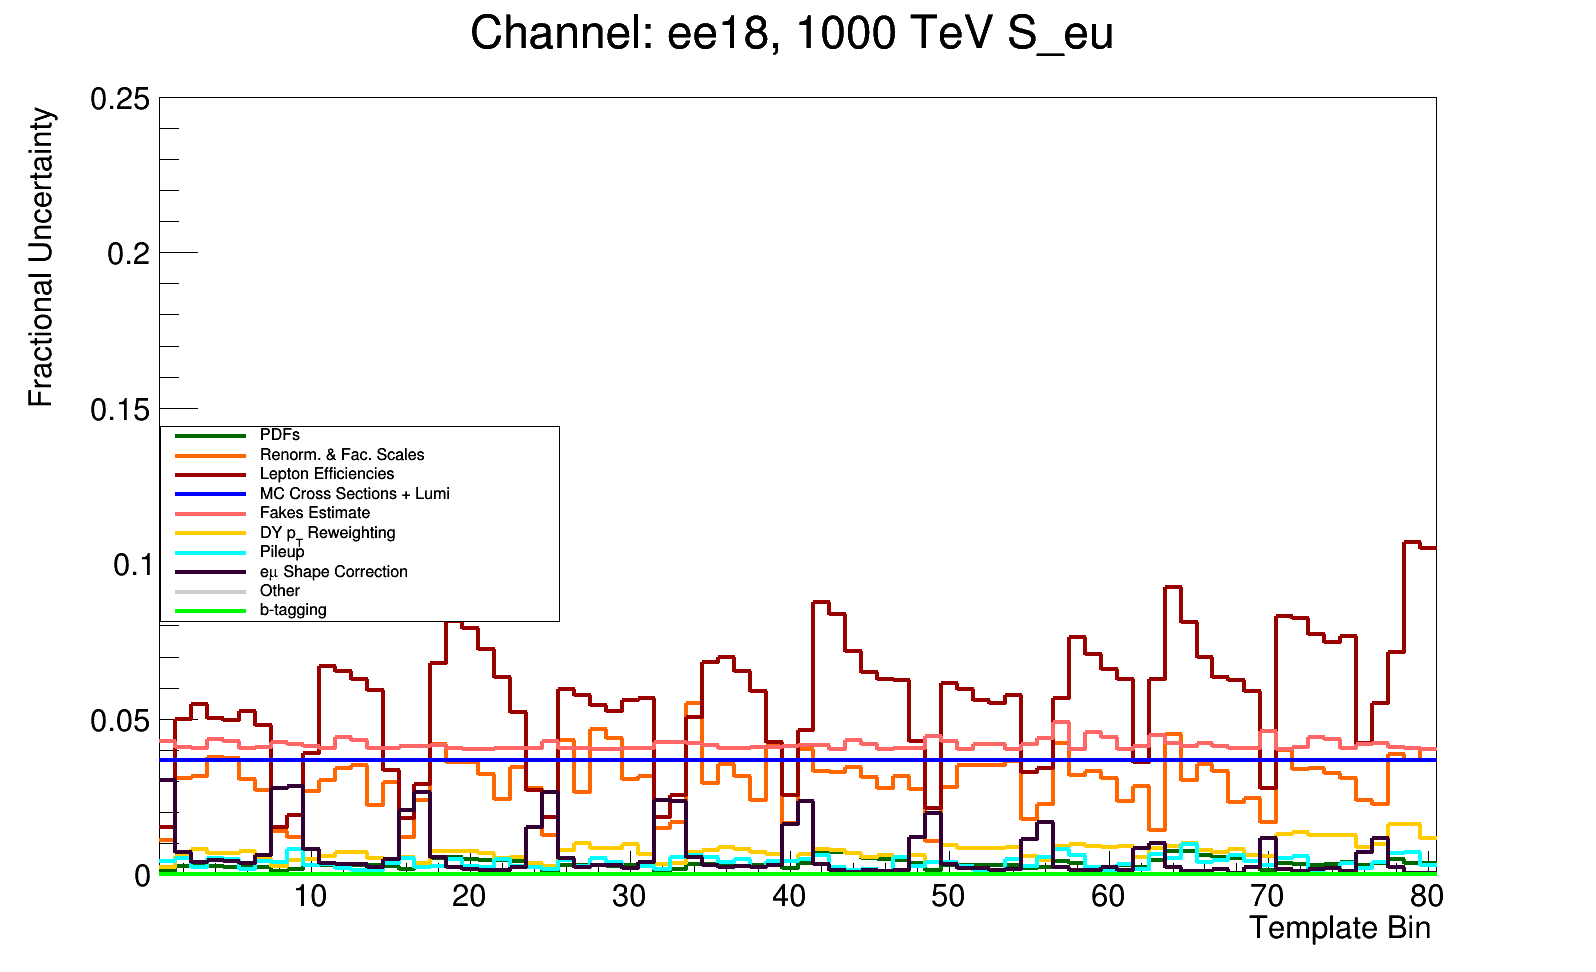 Channel: ee18, 1000 TeV S_eu
Fractional Uncertainty
0.25
0.2
0.15
0.1
0.05
0
PDFs
Renorm. & Fac. Scales
Lepton Efficiencies
MC Cross Sections + Lumi
Fakes Estimate
DY pT Reweighting
Pileup
eμ Shape Correction
Other
b-tagging
10 20 30 40 50 60 70 80
Template Bin